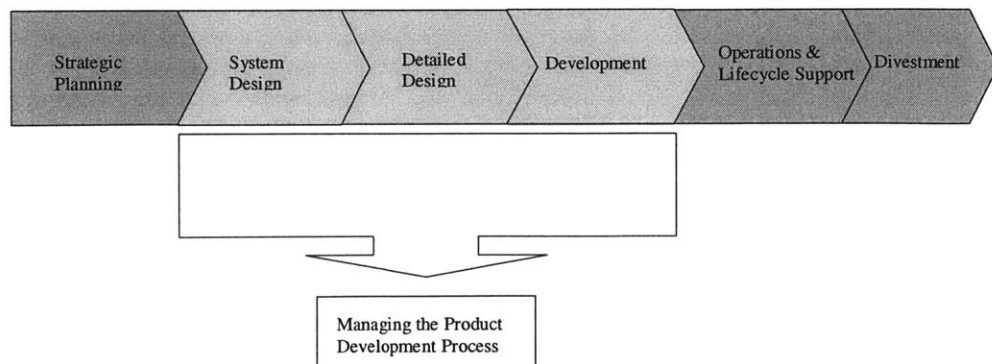 Strategic
Planning
System
Design
Detailed
Design
Development
Operations &
Lifecycle Support
Divestment
Managing the Product
Development Process